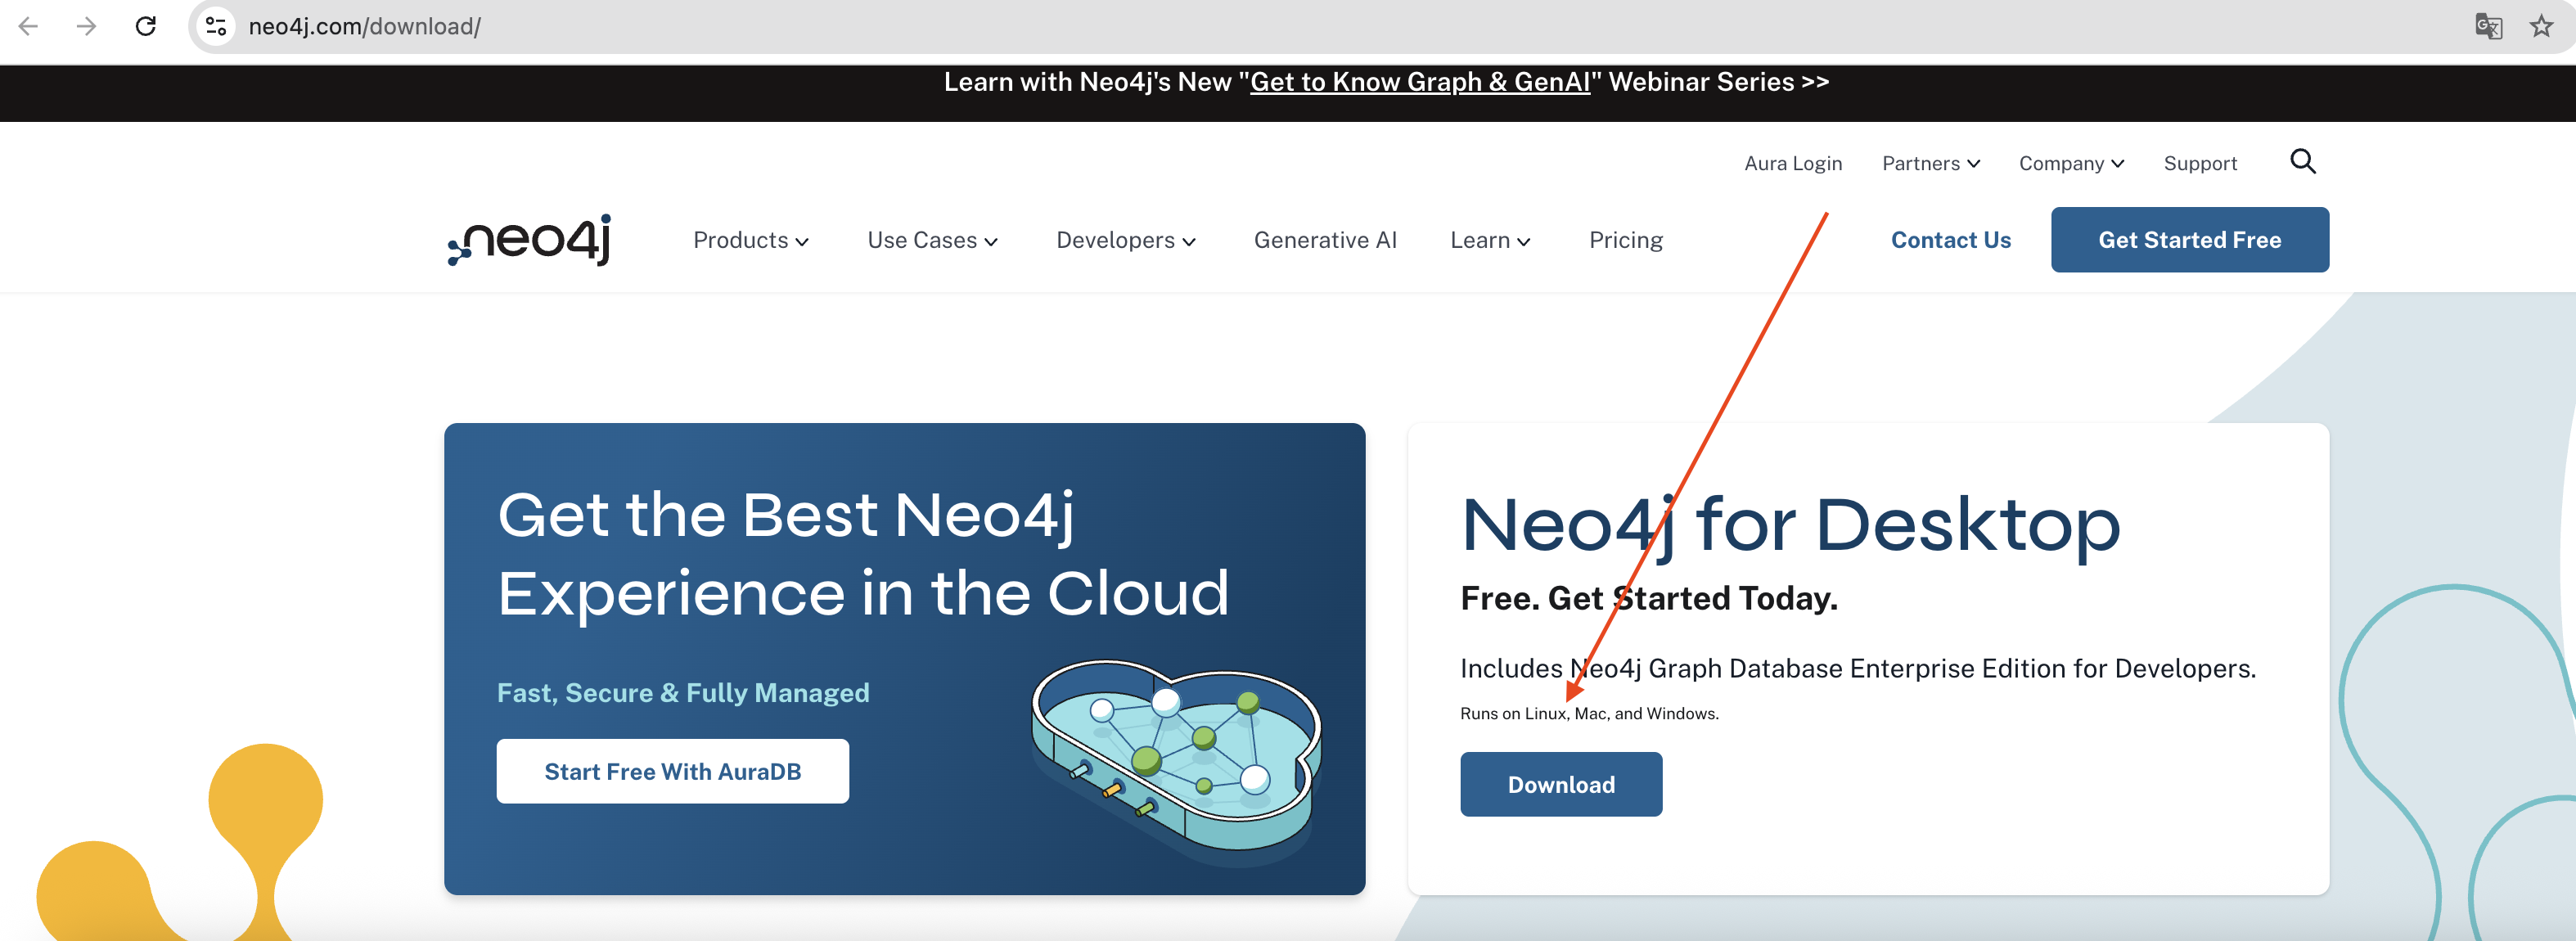 neo4j.com/download/
Learn with Neo4j's New "Get to Know Graph & GenAI" Webinar Series >>
Aura Login Partners Company Support
neo4j Products Use Cases Developers Generative AI Learn Pricing Contact Us Get Started Free
Get the Best Neo4j
Experience in the Cloud
Fast, Secure & Fully Managed
Start Free With AuraDB
Neo4j for Desktop
Free. Get Started Today.
Includes Neo4j Graph Database Enterprise Edition for Developers.
Runs on Linux, Mac, and Windows.
Download